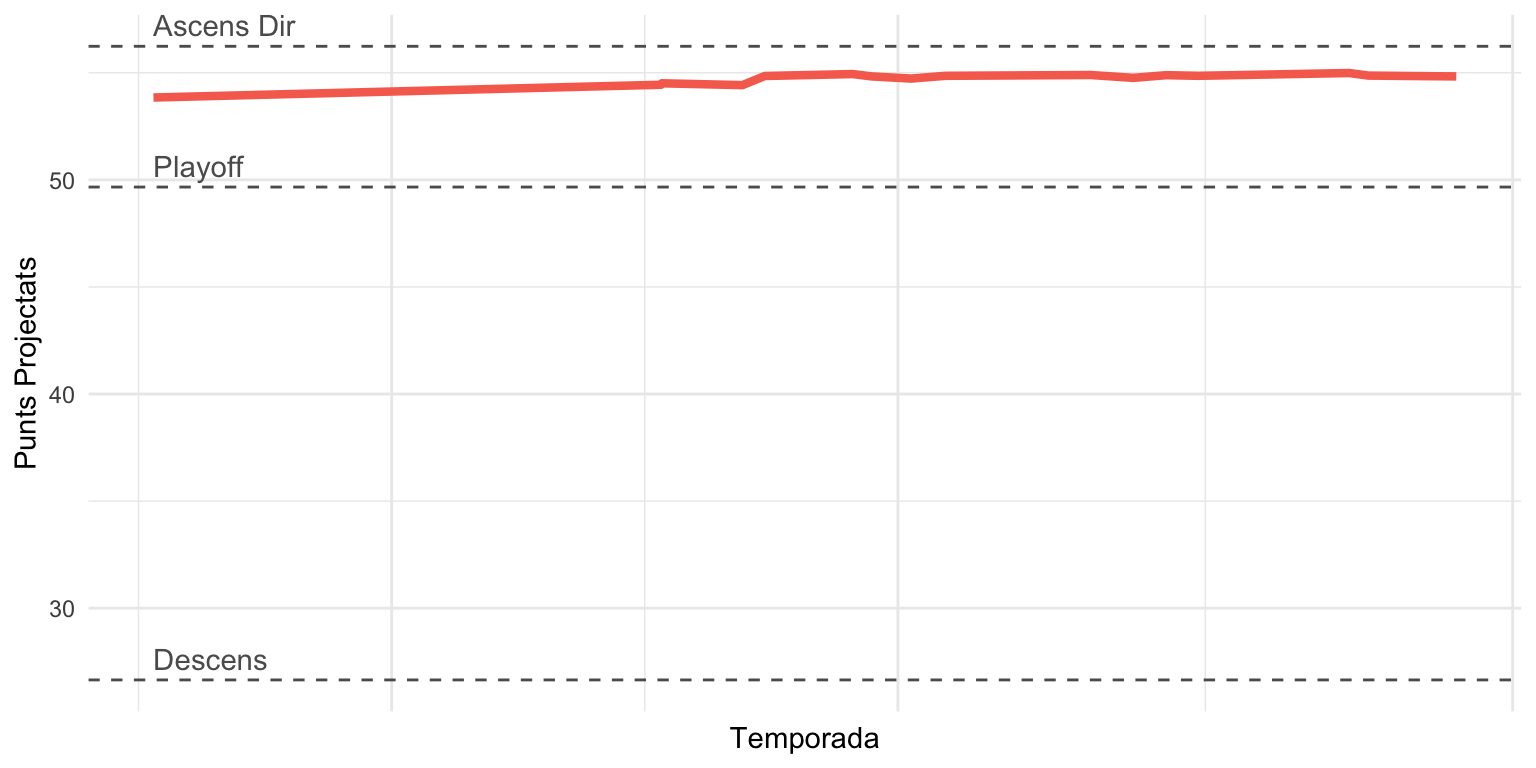 Ascens Dir
Playoff
50
Punts Projectats
40
30
Descens
Temporada